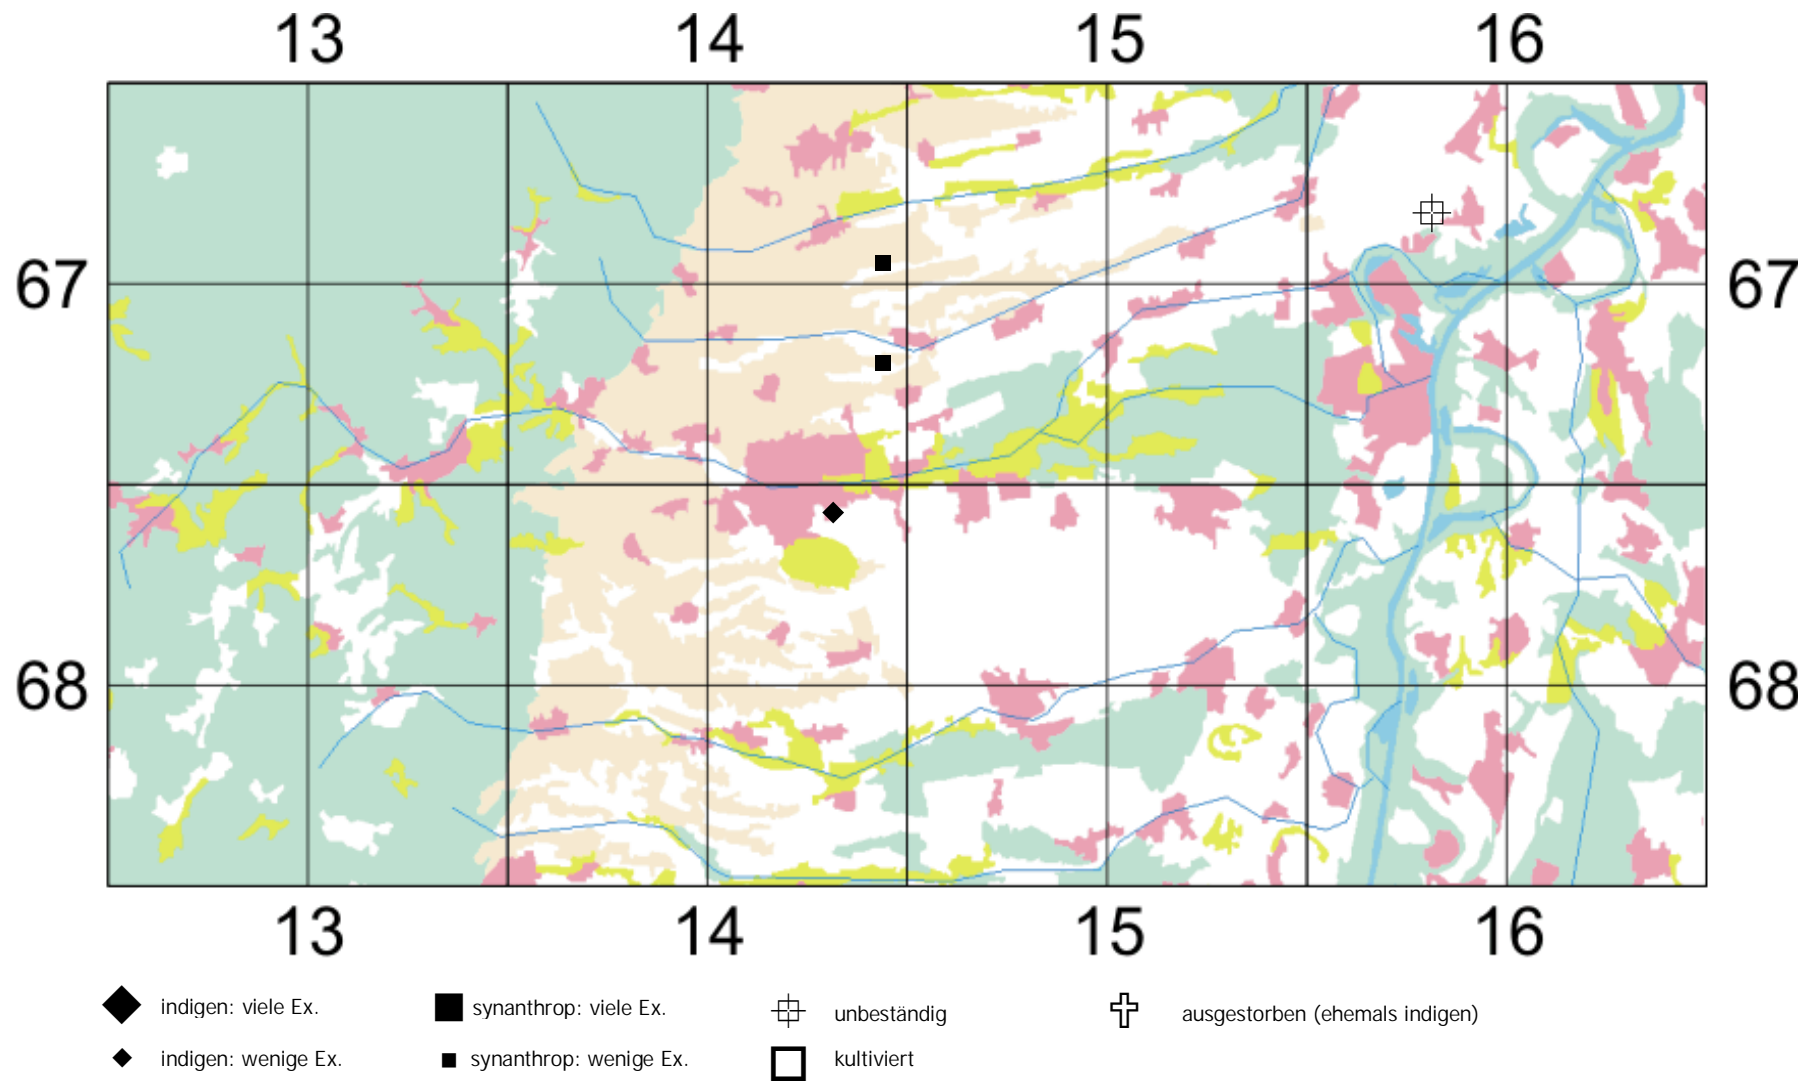 13 14 15 16
67 67
68 68
13 14 15 16
indigen: viele Ex. synanthrop: viele Ex. unbeständig ausgestorben (ehemals indigen)
indigen: wenige Ex. synanthrop: wenige Ex. kultiviert